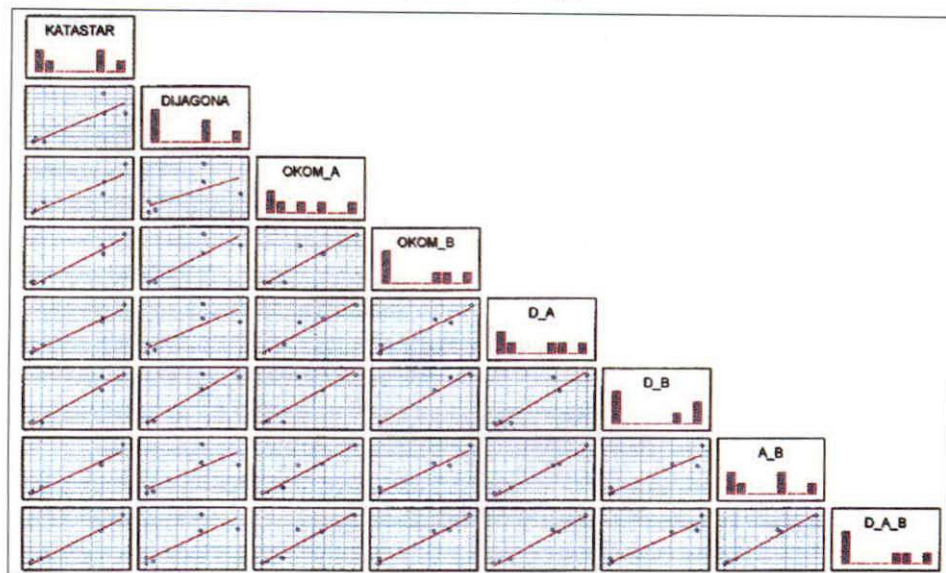 KATASTAR
DIJAGONA
OKOM_A
OKOM_B
D_A
D_B
A_B
D_A_B